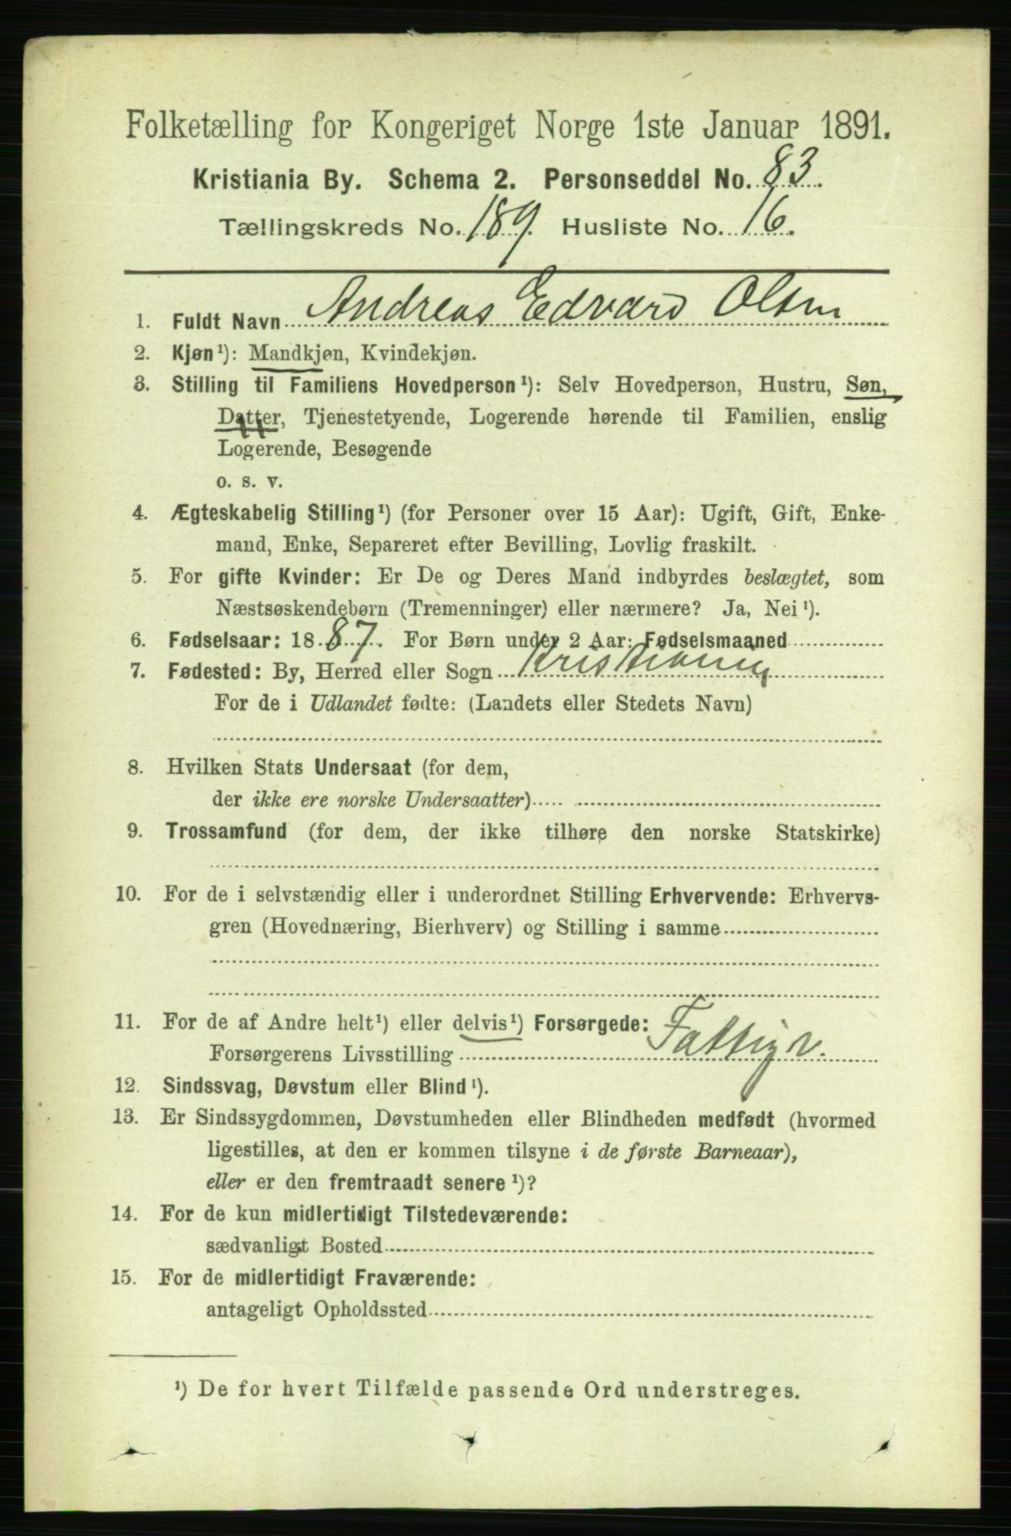 Folketælling for Kongeriget Norge 1ste Januar 1891.
Kristiania By. Schema 2. Personseddel No. 83.
Tællingskreds No. 189. Husliste No. 16.
1. Fuldt Navn Andreas Edvard Olsen
2. Kjøn¹): Mandkjøn, Kvindekjøn.
3. Stilling til Familiens Hovedperson¹): Selv Hovedperson, Hustru, Søn,
Datter, Tjenestetyende, Logerende hørende til Familien, enslig
Logerende, Besøgende
o. s. v.
4. Ægteskabelig Stilling¹) (for Personer over 15 Aar): Ugift, Gift, Enke-
mand, Enke, Separeret efter Bevilling, Lovlig fraskilt.
5. For gifte Kvinder: Er De og Deres Mand indbyrdes beslægtet, som
Næstsøskendebørn (Tremenninger) eller nærmere? Ja, Nei¹).
6. Fødselsaar: 1887. For Børn under 2 Aar: Fødselsmaaned
7. Fødested: By, Herred eller Sogn Kristiania
For de i Udlandet fødte: (Landets eller Stedets Navn)
8. Hvilken Stats Undersaat (for dem,
der ikke ere norske Undersaatter)
9. Trossamfund (for dem, der ikke tilhøre den norske Statskirke)
10. For de i selvstændig eller i underordnet Stilling Erhvervende: Erhvervs-
gren (Hovednæring, Bierhverv) og Stilling i samme
11. For de af Andre helt¹) eller delvis¹) Forsørgede:
Forsørgerens Livsstilling Fattigv.
12. Sindssvag, Døvstum eller Blind¹).
13. Er Sindssygdommen, Døvstumheden eller Blindheden medfødt (hvormed
ligestilles, at den er kommen tilsyne i de første Barneaar),
eller er den fremtraadt senere¹)?
14. For de kun midlertidigt Tilstedeværende:
sædvanligt Bosted
15. For de midlertidigt Fraværende:
antageligt Opholdssted
¹) De for hvert Tilfælde passende Ord understreges.